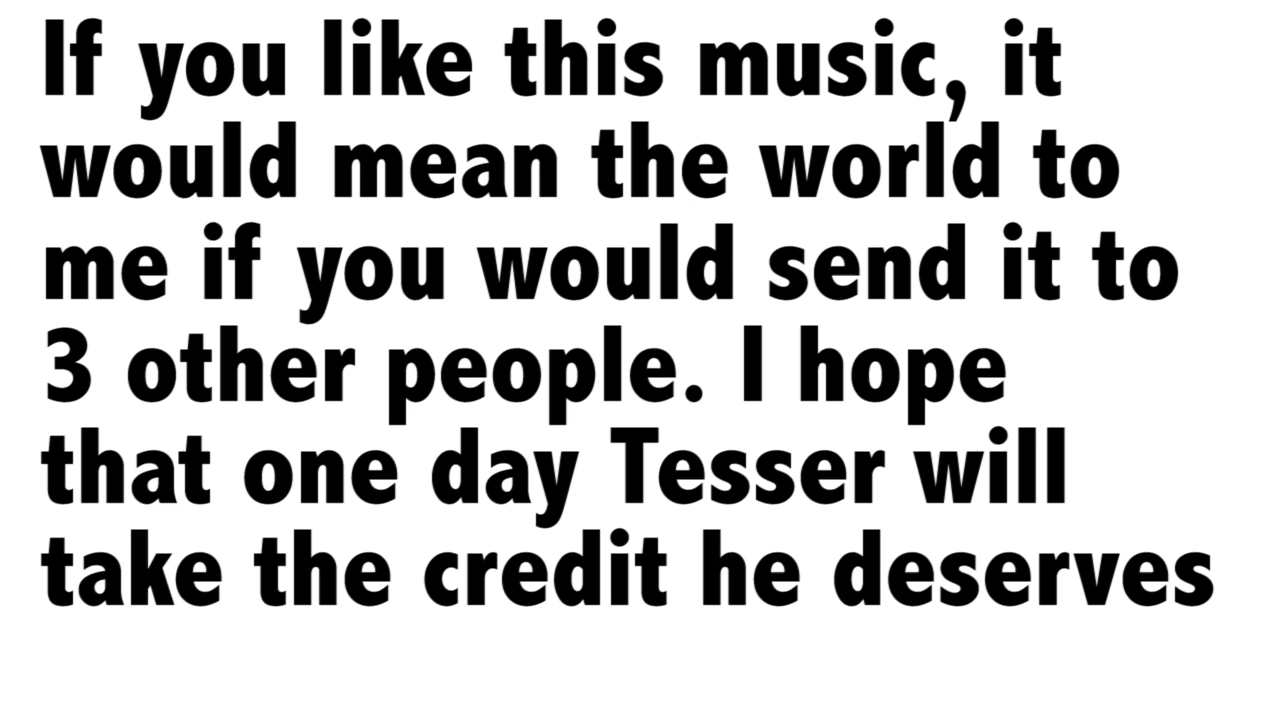 If you like this music, it
would mean the world to
me if you would send it to
3 other people. I hope
that one day Tesser will
take the credit he deserves